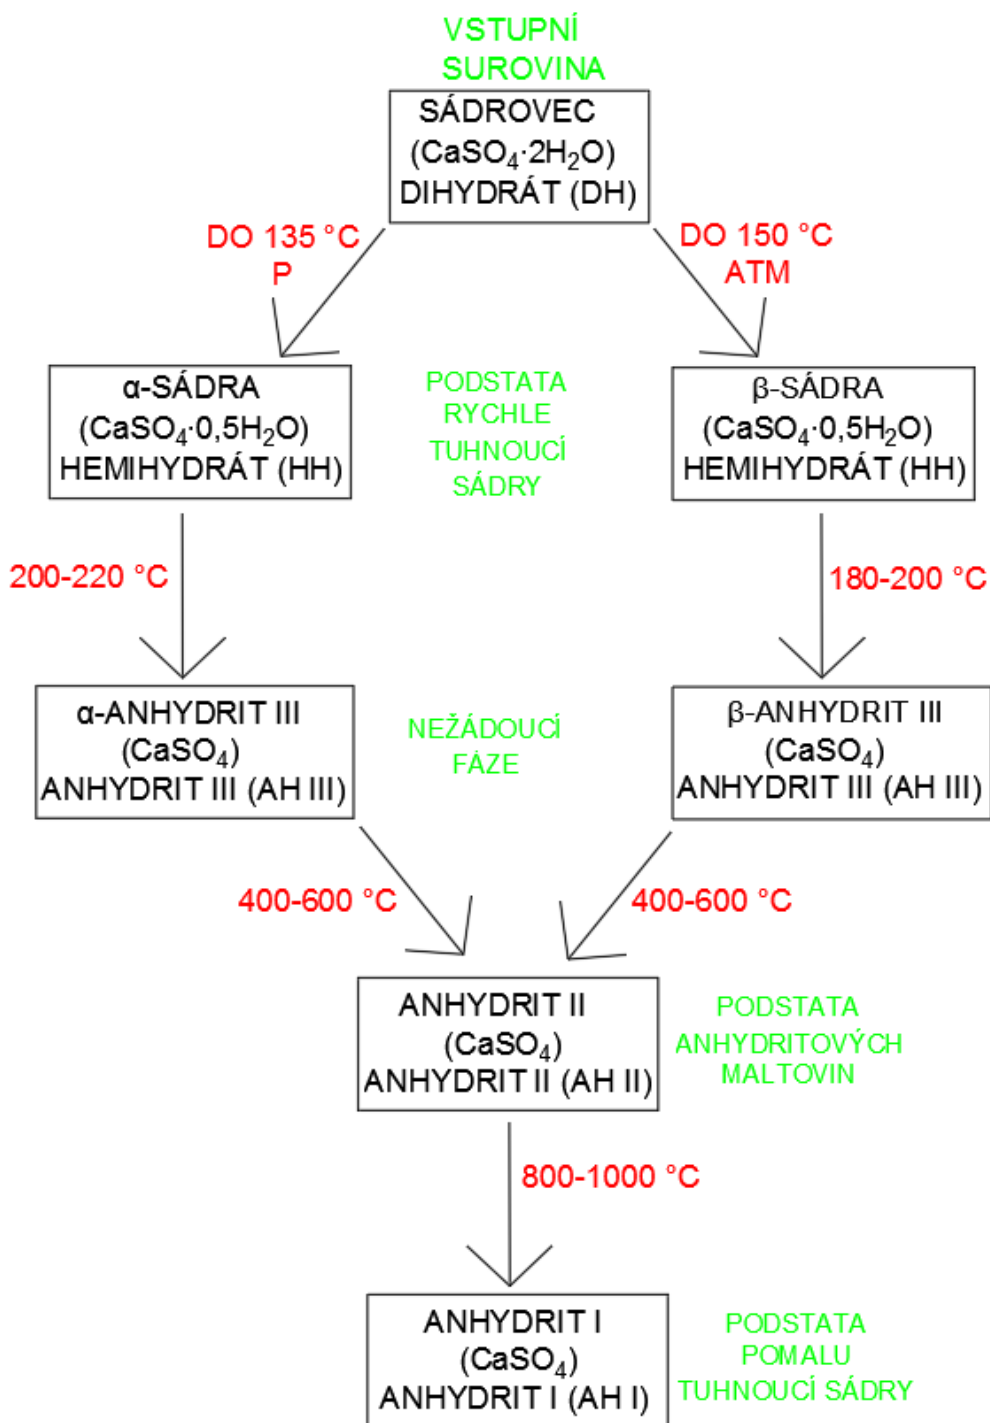 VSTUPNÍ
SUROVINA
SÁDROVEC
(CaSO₄·2H₂O)
DIHYDRÁT (DH)
DO 135 °C
P
DO 150 °C
ATM
α-SÁDRA
(CaSO₄·0,5H₂O)
HEMIHYDRÁT (HH)
PODSTATA
RYCHLE
TUHNOUCÍ
SÁDRY
β-SÁDRA
(CaSO₄·0,5H₂O)
HEMIHYDRÁT (HH)
200-220 °C
180-200 °C
α-ANHYDRIT III
(CaSO₄)
ANHYDRIT III (AH III)
NEŽÁDOUCÍ
FÁZE
β-ANHYDRIT III
(CaSO₄)
ANHYDRIT III (AH III)
400-600 °C
400-600 °C
ANHYDRIT II
(CaSO₄)
ANHYDRIT II (AH II)
PODSTATA
ANHYDRITOVÝCH
MALTOVIN
800-1000 °C
ANHYDRIT I
(CaSO₄)
ANHYDRIT I (AH I)
PODSTATA
POMALU
TUHNOUCÍ SÁDRY